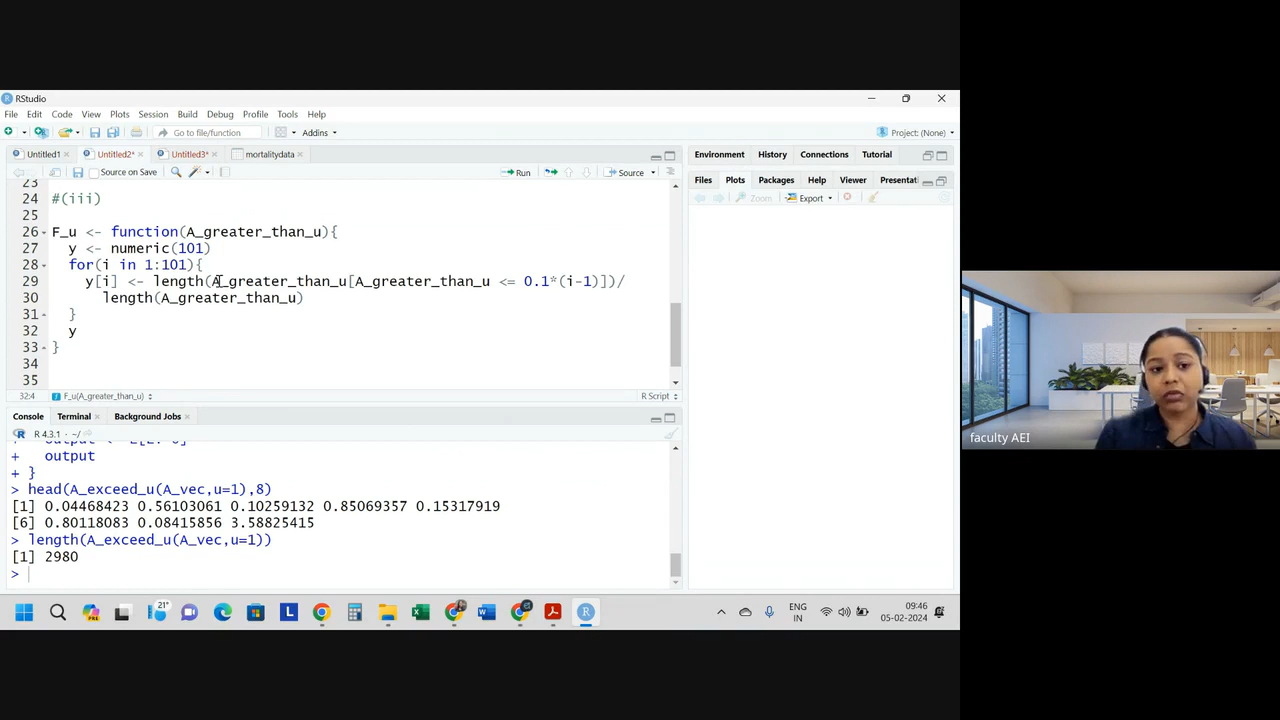 RStudio
File Edit Code View Plots Session Build Debug Profile Tools Help
Go to file/function Addins Project: (None)
Untitled1 Untitled2* Untitled3* mortalitydata
Source on Save Run Source
23
24 #(iii)
25
26 F_u <- function(A_greater_than_u){
27 y <- numeric(101)
28 for(i in 1:101){
29 y[i] <- length(A_greater_than_u[A_greater_than_u <= 0.1*(i-1)])/
30 length(A_greater_than_u)
31 }
32 y
33 }
34
35
32:4 F_u(A_greater_than_u) R Script
Console Terminal Background Jobs
R 4.3.1 · ~/
+ output
+ }
> head(A_exceed_u(A_vec,u=1),8)
[1] 0.04468423 0.56103061 0.10259132 0.85069357 0.15317919
[6] 0.80118083 0.08415856 3.58825415
> length(A_exceed_u(A_vec,u=1))
[1] 2980
>
Environment History Connections Tutorial
Files Plots Packages Help Viewer Presentati
Zoom Export
faculty AEI
21°
ENG
IN
09:46
05-02-2024